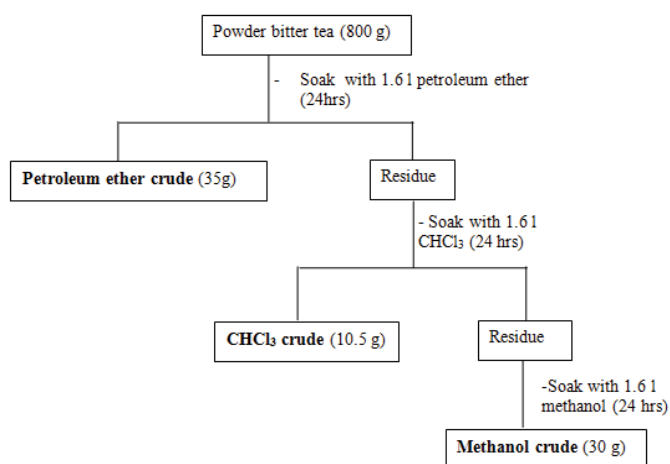 Powder bitter tea (800 g)
- Soak with 1.6 l petroleum ether
(24hrs)
Petroleum ether crude (35g)
Residue
- Soak with 1.6 l
CHCl₃ (24 hrs)
CHCl₃ crude (10.5 g)
Residue
-Soak with 1.6 l
methanol (24 hrs)
Methanol crude (30 g)